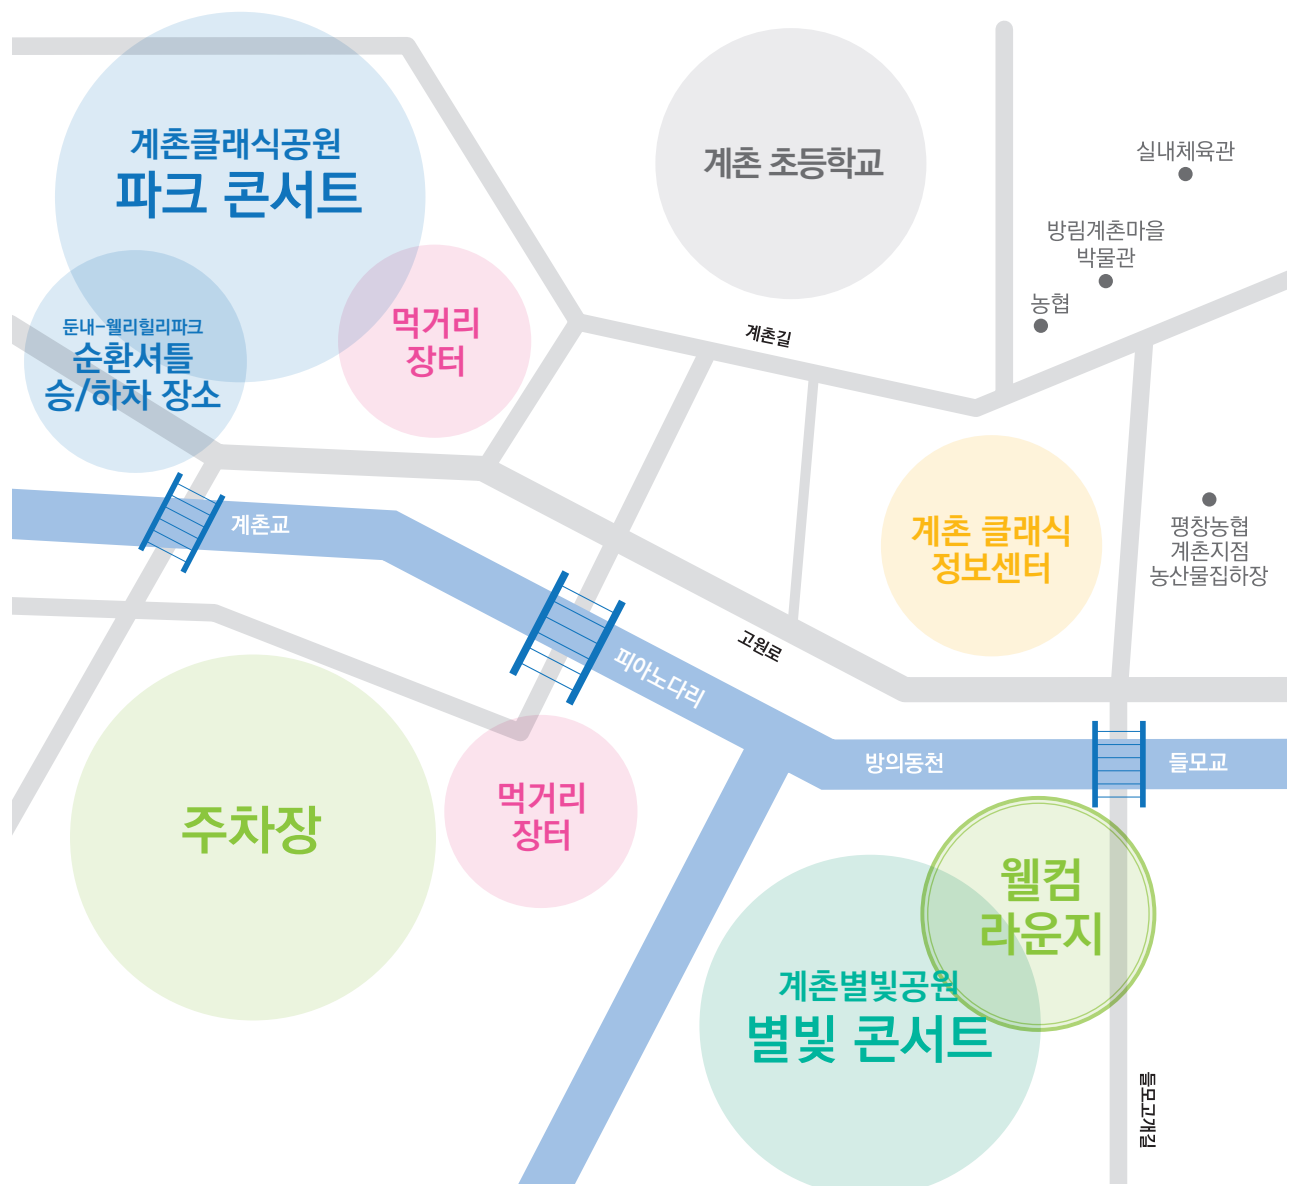 계촌클래식공원
파크 콘서트
둔내-웰리힐리파크
순환셔틀
승/하차 장소
먹거리
장터
계촌 초등학교
실내체육관
방림계촌마을
박물관
농협
계촌길
계촌 클래식
정보센터
평창농협
계촌지점
농산물집하장
계촌교
피아노다리
고원로
방의동천
들모교
주차장
먹거리
장터
웰컴
라운지
계촌별빛공원
별빛 콘서트
들모고개길